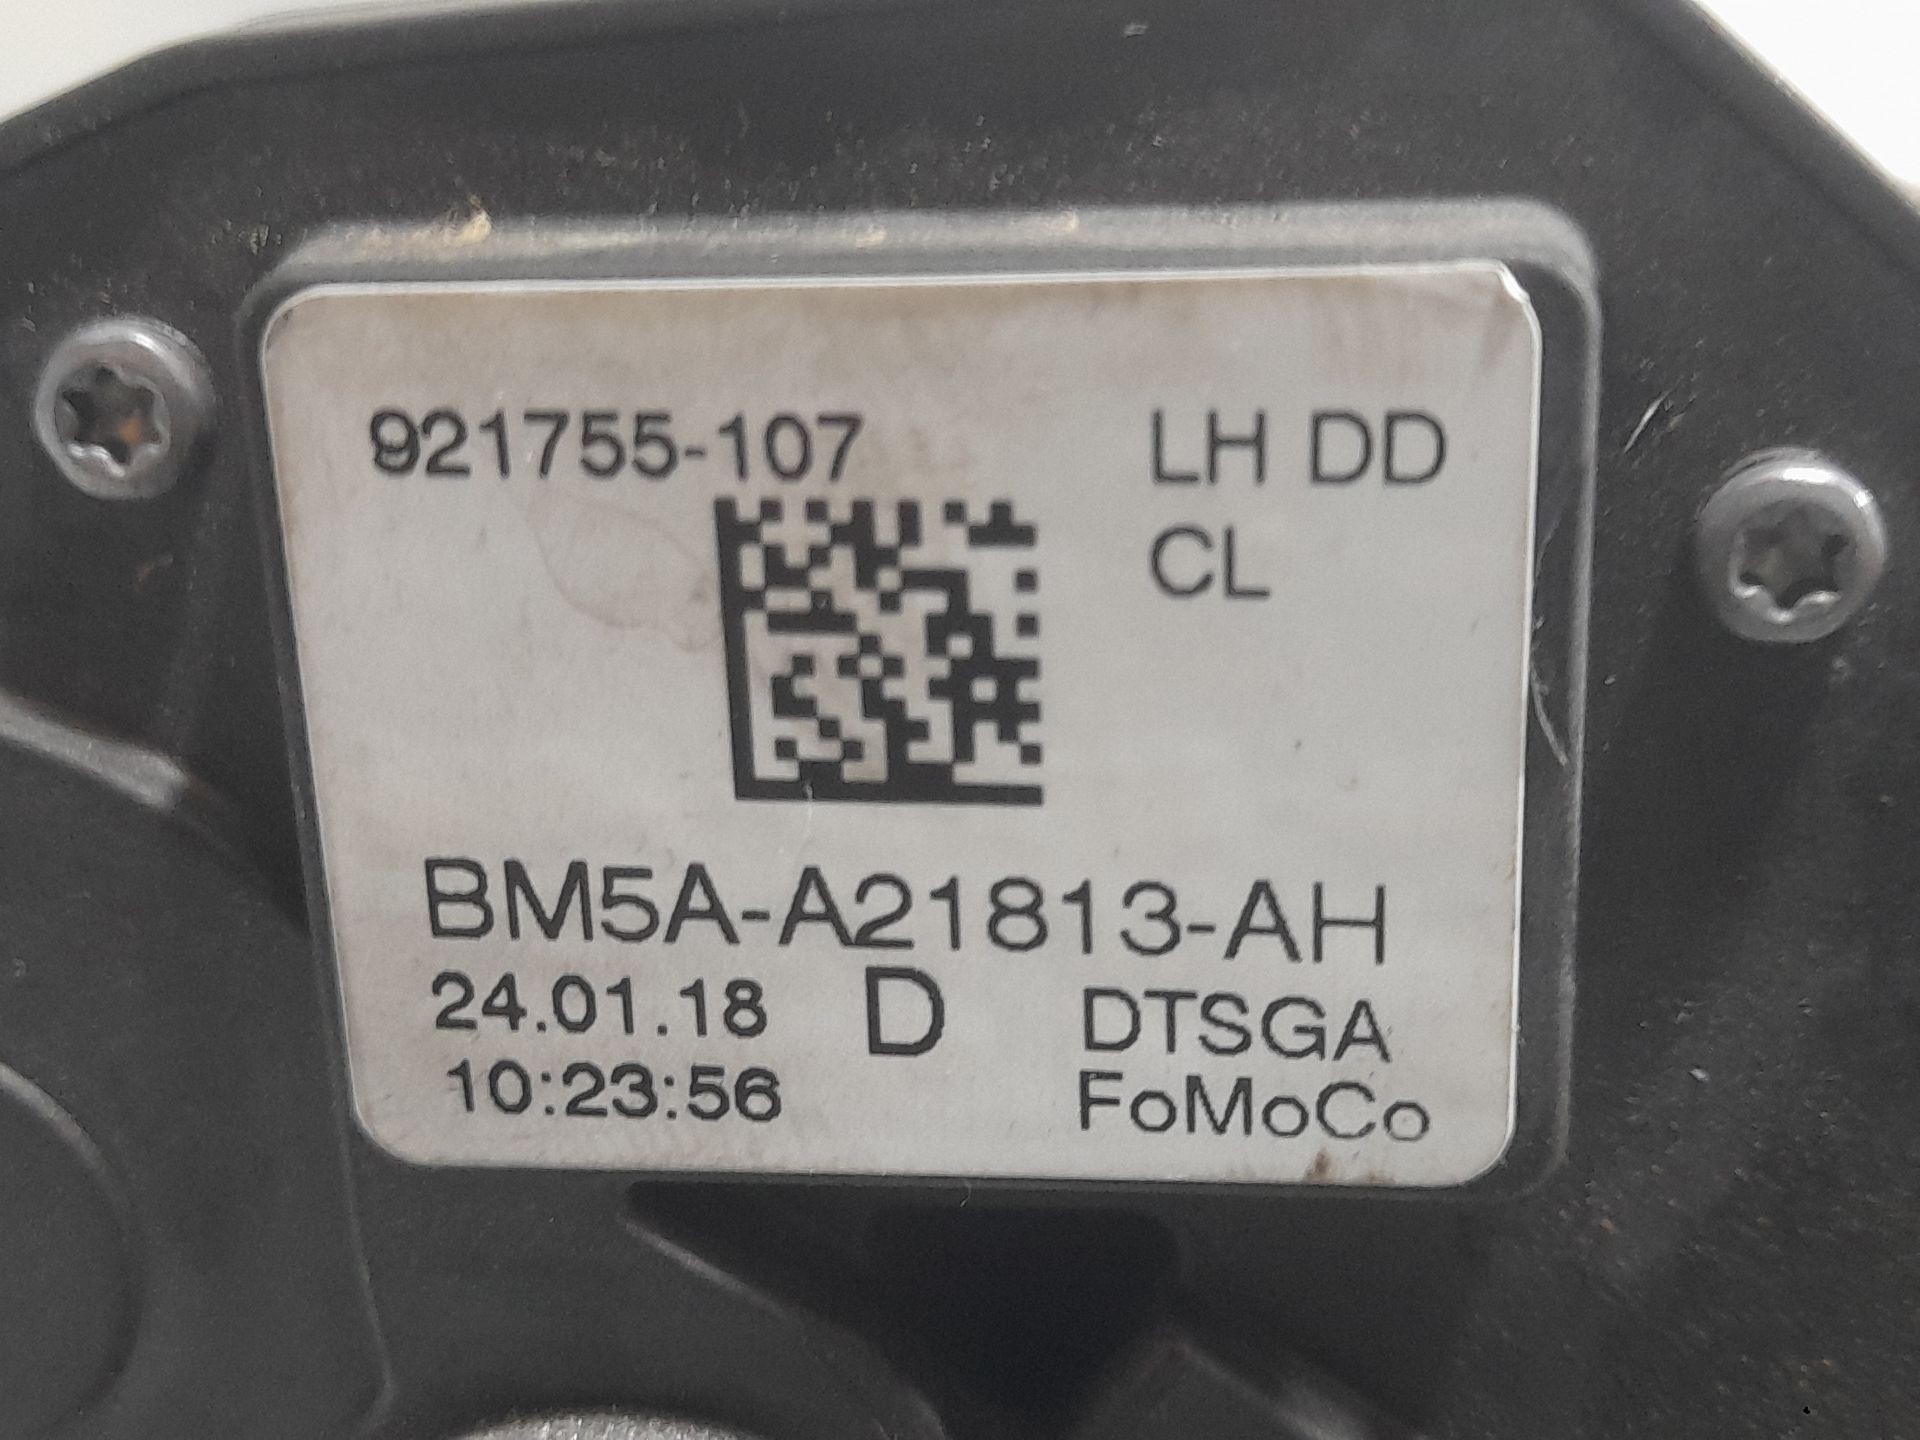 921755-107 LH DD
CL
BM5A-A21813-AH
24.01.18 D DTSGA
10:23:56 FoMoCo